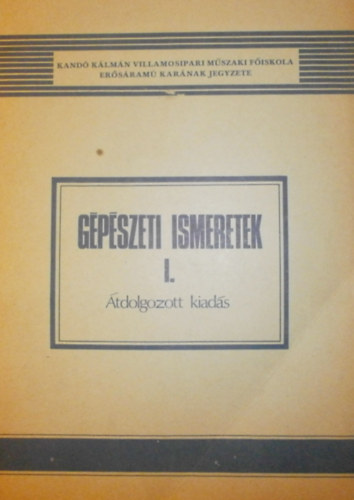 KANDÓ KÁLMÁN VILLAMOSIPARI MŰSZAKI FŐISKOLA
ERŐSÁRAMÚ KARÁNAK JEGYZETE
GÉPÉSZETI ISMERETEK
I.
Átdolgozott kiadás